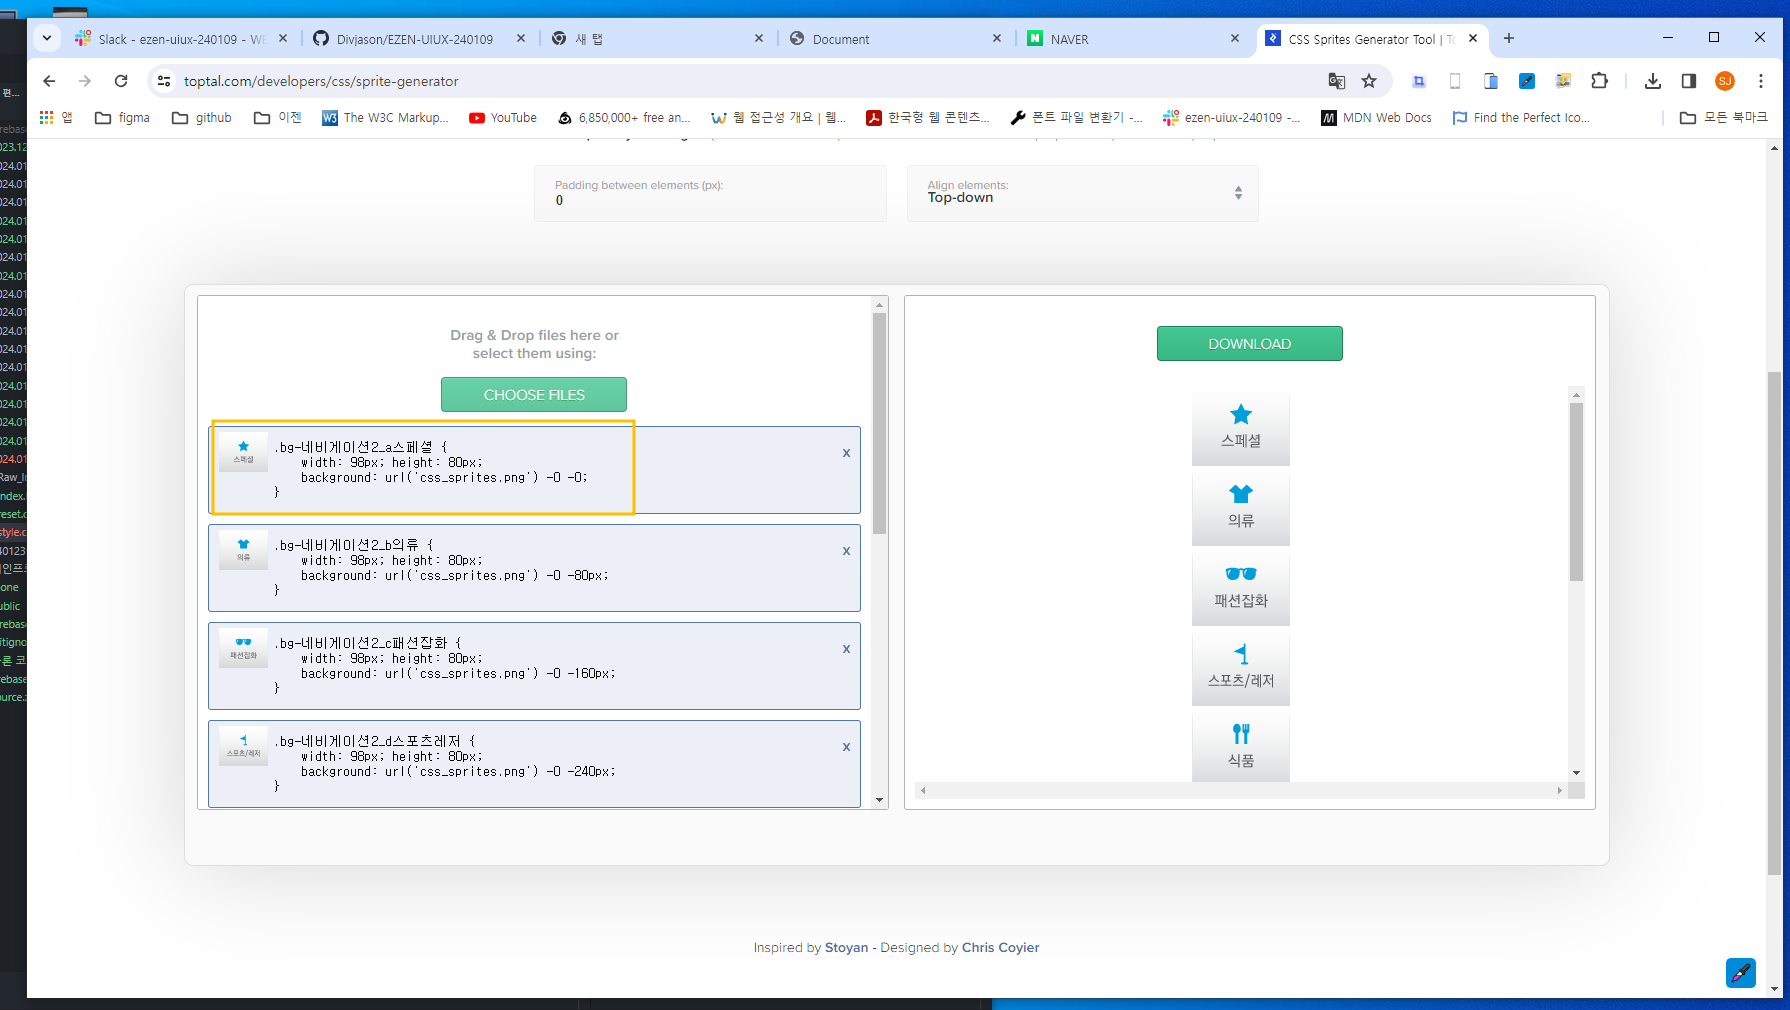 Slack - ezen-uiux-240109 - WE
Divjason/EZEN-UIUX-240109
새 탭
Document
NAVER
CSS Sprites Generator Tool | To
toptal.com/developers/css/sprite-generator
SJ
앱
figma
github
이젠
The W3C Markup...
YouTube
6,850,000+ free an...
웹 접근성 개요 | 웹...
한국형 웹 콘텐츠...
폰트 파일 변환기 -...
ezen-uiux-240109 -...
MDN Web Docs
Find the Perfect Ico...
모든 북마크
Padding between elements (px):
0
Align elements:
Top-down
Drag & Drop files here or
select them using:
CHOOSE FILES
스페셜
.bg-네비게이션2_a스페셜 {
width: 98px; height: 80px;
background: url('css_sprites.png') -0 -0;
}
x
의류
.bg-네비게이션2_b의류 {
width: 98px; height: 80px;
background: url('css_sprites.png') -0 -80px;
}
x
패션잡화
.bg-네비게이션2_c패션잡화 {
width: 98px; height: 80px;
background: url('css_sprites.png') -0 -160px;
}
x
스포츠/레저
.bg-네비게이션2_d스포츠레저 {
width: 98px; height: 80px;
background: url('css_sprites.png') -0 -240px;
}
x
DOWNLOAD
스페셜
의류
패션잡화
스포츠/레저
식품
Inspired by Stoyan - Designed by Chris Coyier